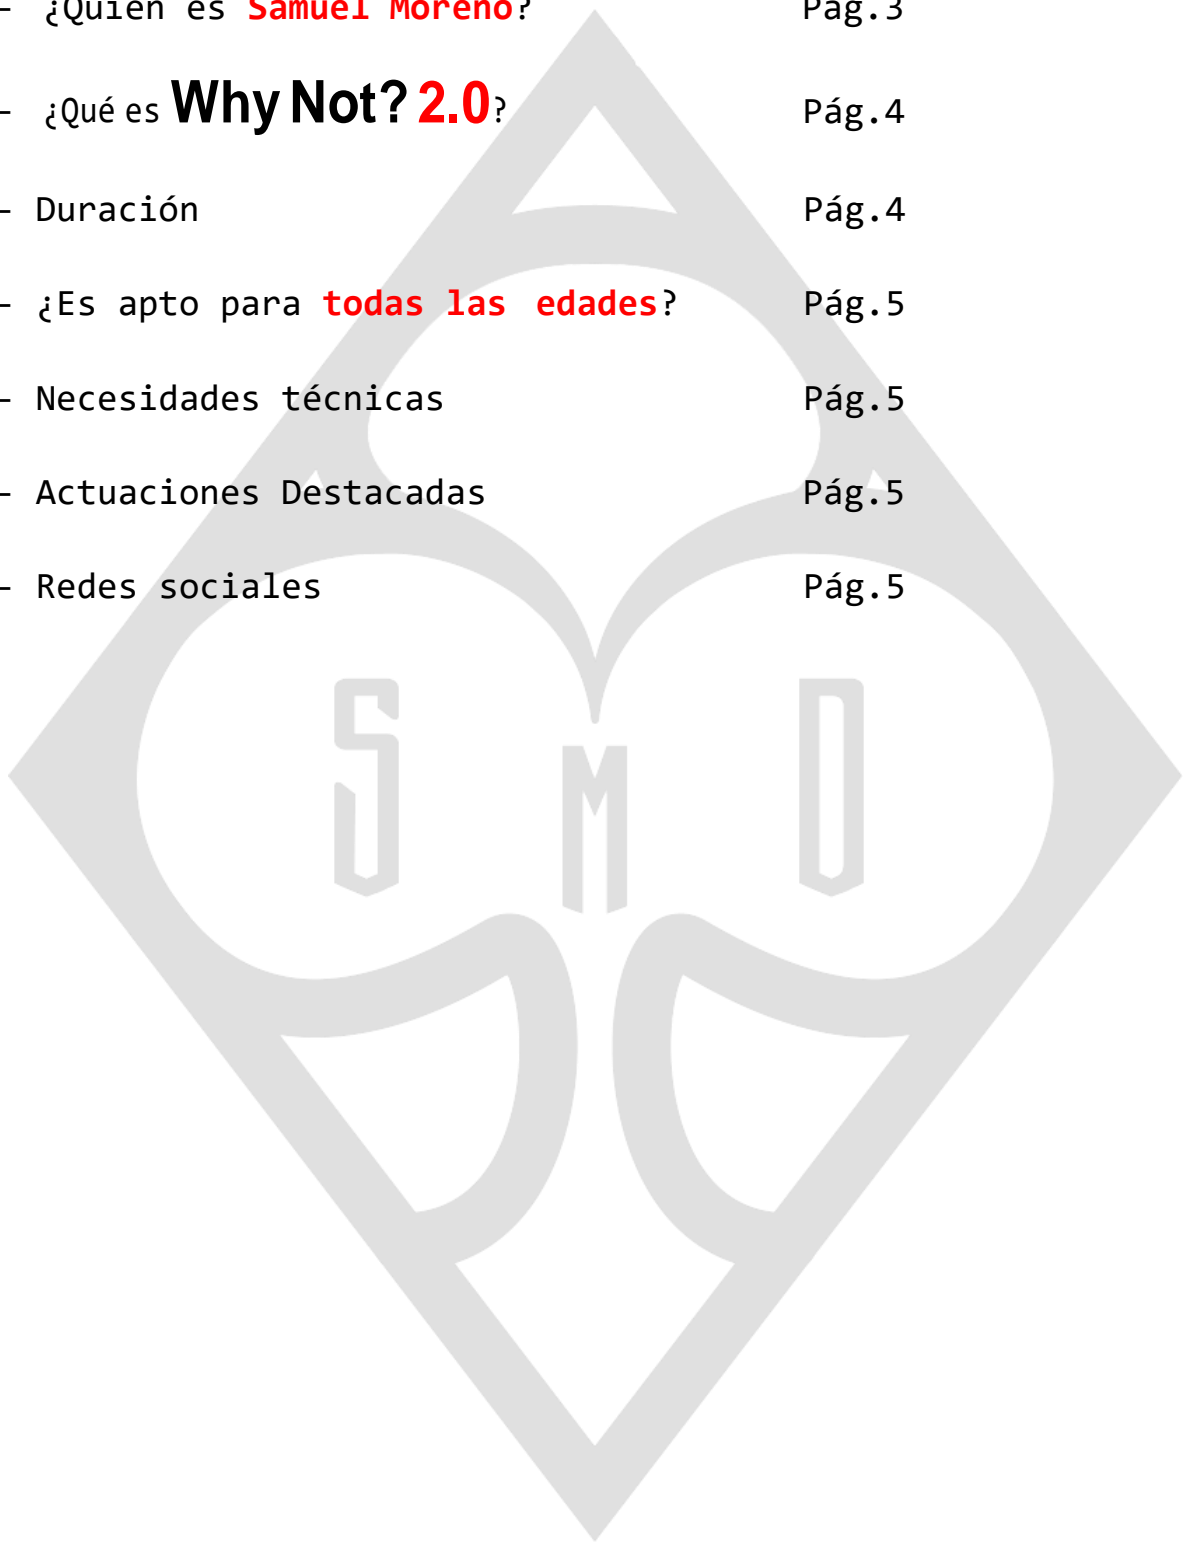 - ¿Quién es Samuel Moreno? Pág.3
- ¿Qué es Why Not? 2.0? Pág.4
- Duración Pág.4
- ¿Es apto para todas las edades? Pág.5
- Necesidades técnicas Pág.5
- Actuaciones Destacadas Pág.5
- Redes sociales Pág.5
S M D